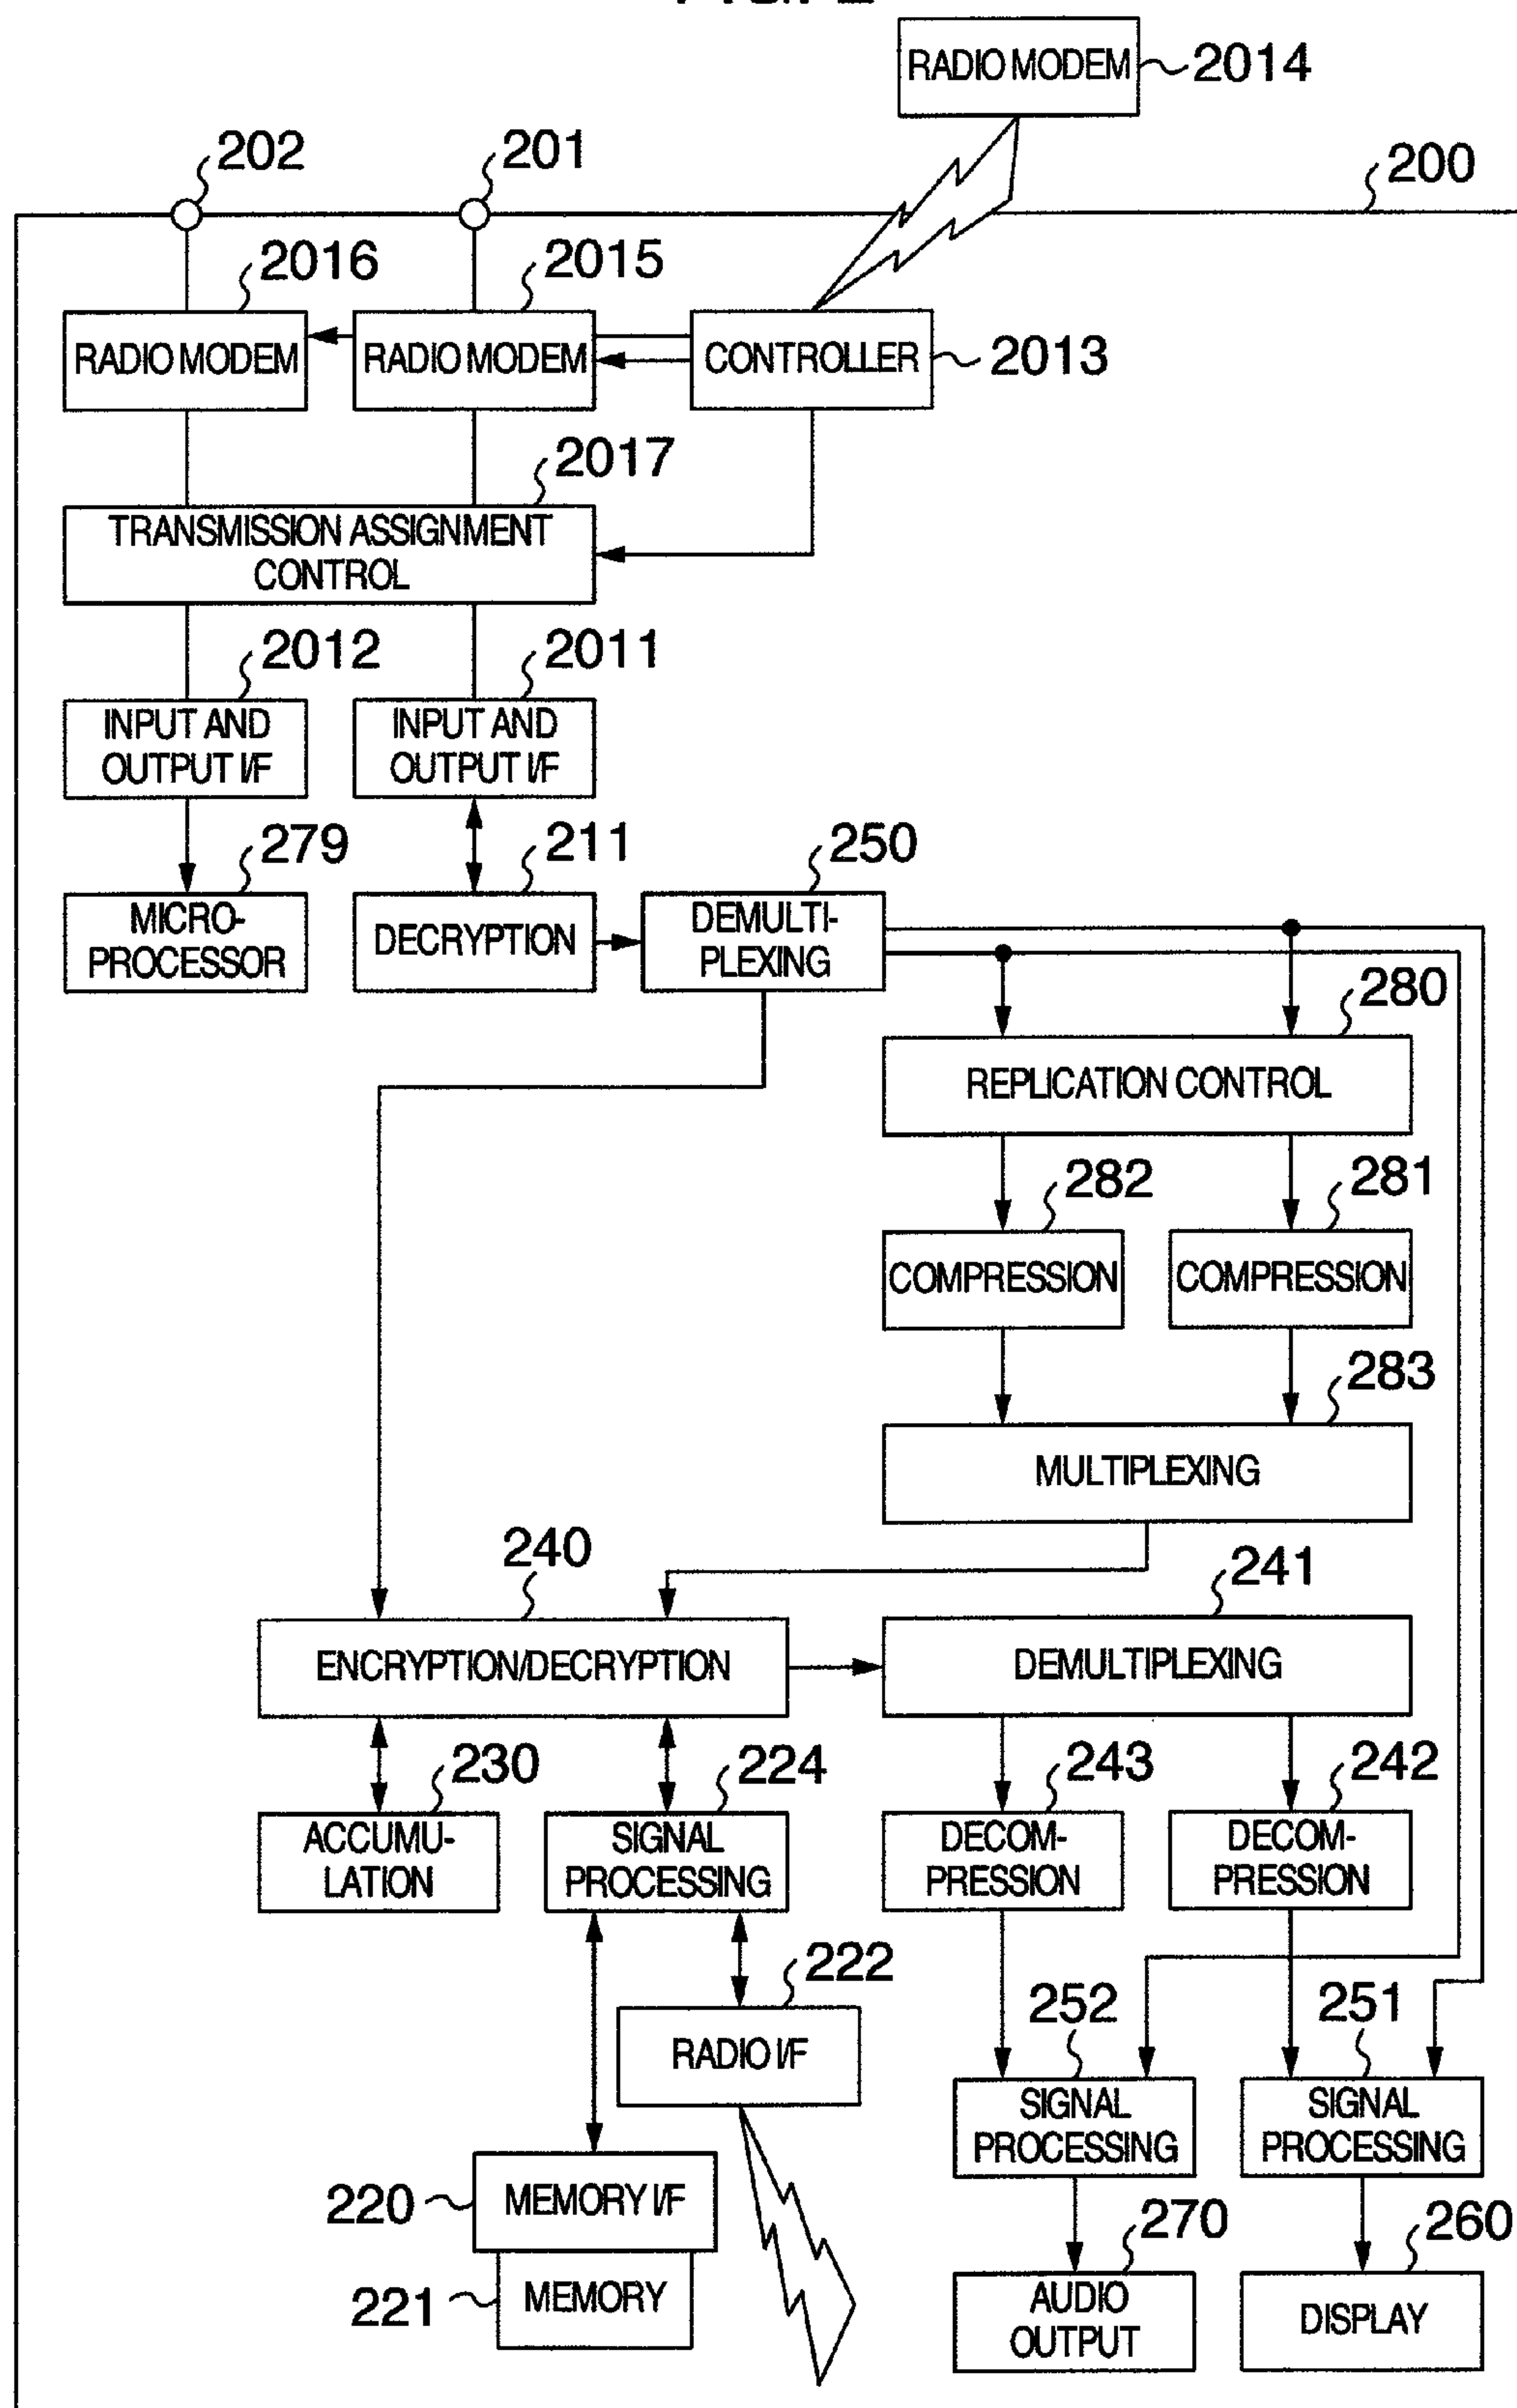 RADIO MODEM
2014
202
201
200
2016
2015
RADIO MODEM
RADIO MODEM
CONTROLLER
2013
2017
TRANSMISSION ASSIGNMENT
CONTROL
2012
2011
INPUT AND
OUTPUT I/F
INPUT AND
OUTPUT I/F
279
211
250
MICRO-
PROCESSOR
DECRYPTION
DEMULTI-
PLEXING
280
REPLICATION CONTROL
282
281
COMPRESSION
COMPRESSION
283
MULTIPLEXING
240
241
ENCRYPTION/DECRYPTION
DEMULTIPLEXING
230
224
243
242
ACCUMU-
LATION
SIGNAL
PROCESSING
DECOM-
PRESSION
DECOM-
PRESSION
222
252
251
RADIO I/F
SIGNAL
PROCESSING
SIGNAL
PROCESSING
220
MEMORY I/F
270
260
221
MEMORY
AUDIO
OUTPUT
DISPLAY